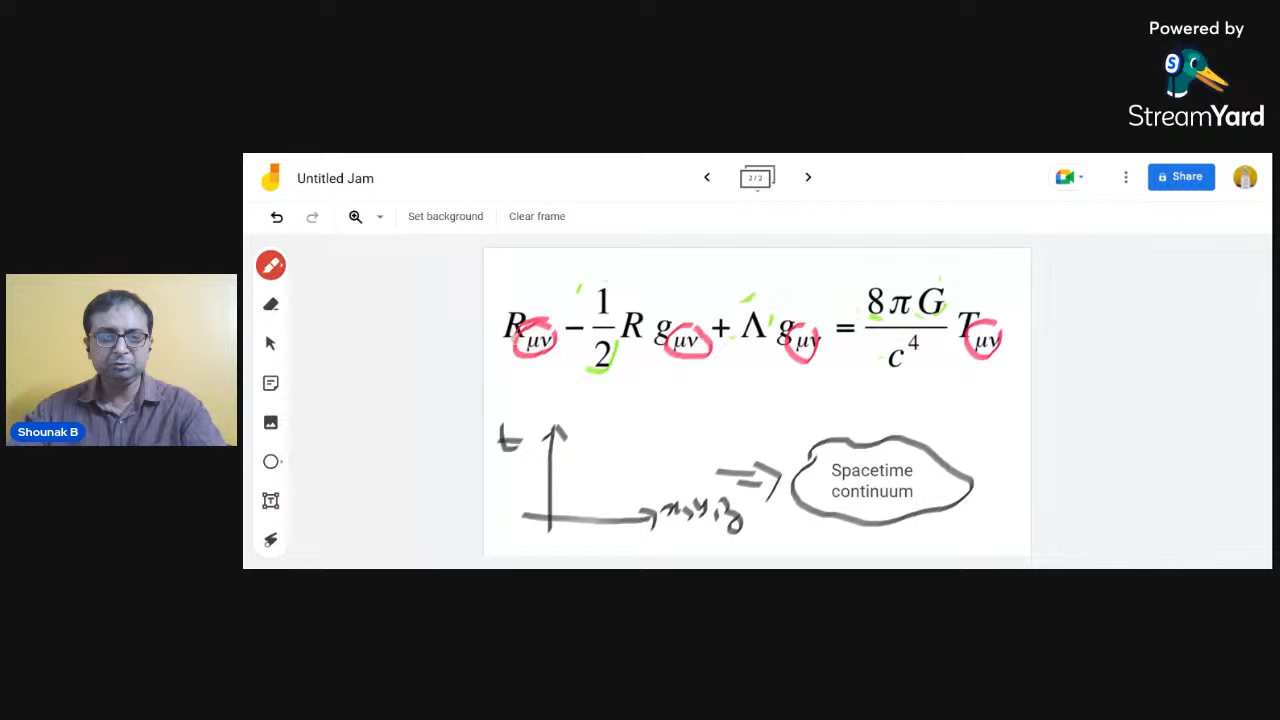 Powered by
StreamYard
Untitled Jam
2/2
Share
Set background
Clear frame
Rμν − 1/2 R gμν + Λ gμν = 8πG/c⁴ Tμν
t
x, y, z
Spacetime
continuum
Shounak B